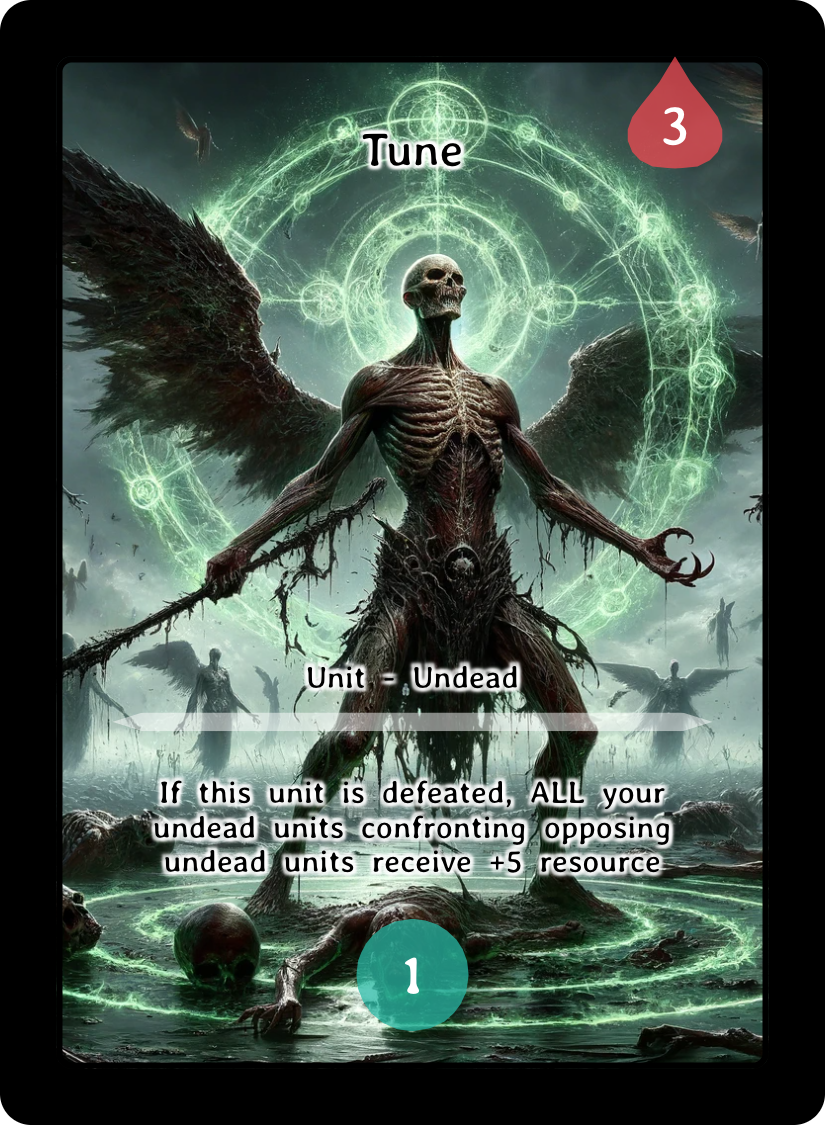 3
Tune
Unit - Undead
If this unit is defeated, ALL your
undead units confronting opposing
undead units receive +5 resource
1